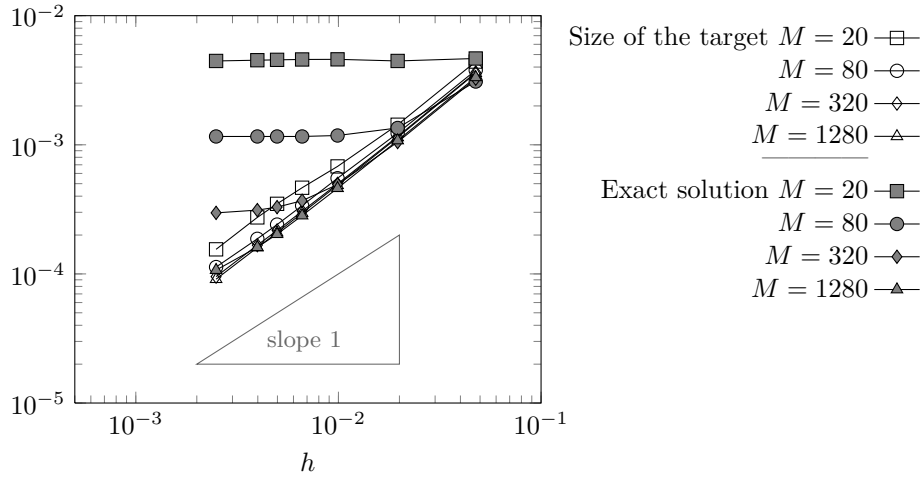 10−2
10−3
10−4
10−5
slope 1
10−3
10−2
10−1
h
Size of the target M = 20
M = 80
M = 320
M = 1280
Exact solution M = 20
M = 80
M = 320
M = 1280